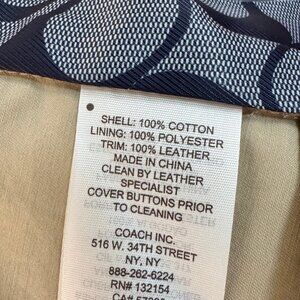 SHELL: 100% COTTON
LINING: 100% POLYESTER
TRIM: 100% LEATHER
MADE IN CHINA
CLEAN BY LEATHER
SPECIALIST
COVER BUTTONS PRIOR
TO CLEANING
COACH INC.
516 W. 34TH STREET
NY, NY
888-262-6224
RN# 132154
CA#